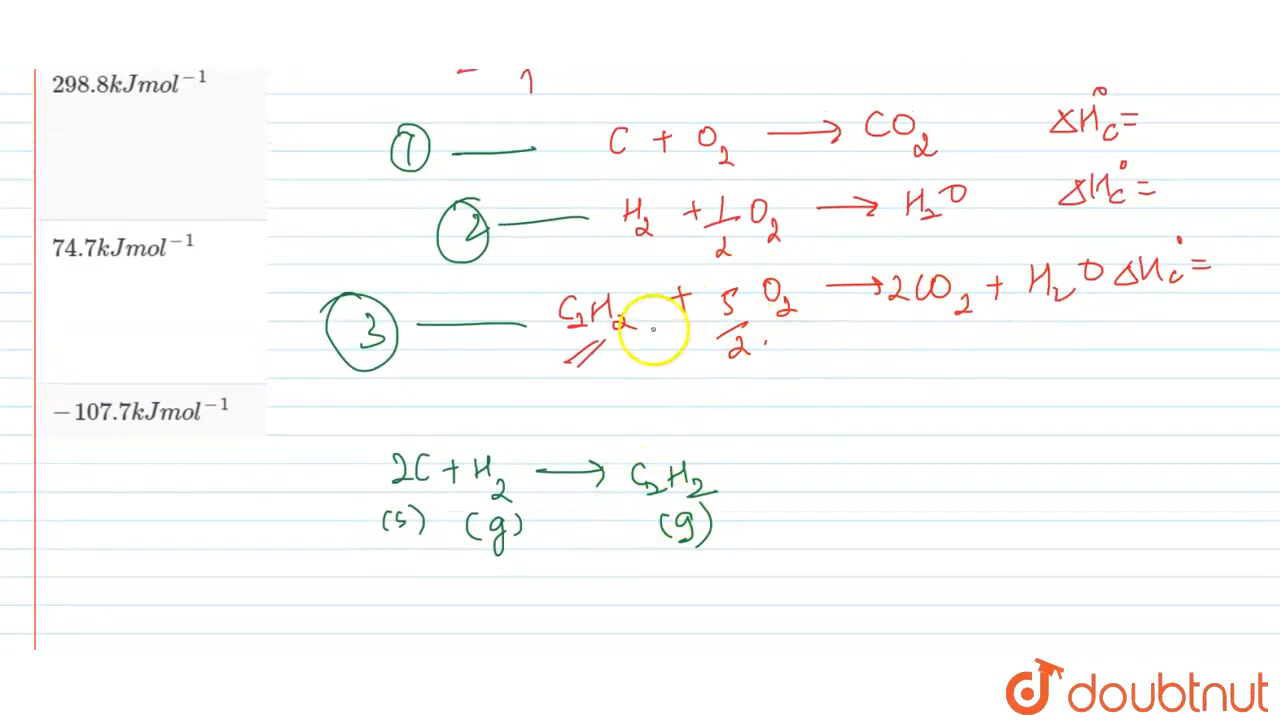 298.8kJmol⁻¹
1
① C + O₂ → CO₂ ΔH°c =
② H₂ + 1/2 O₂ → H₂O ΔH°c =
③ C₂H₂ + 5/2 O₂ → 2CO₂ + H₂O ΔH°c =
74.7kJmol⁻¹
−107.7kJmol⁻¹
2C + H₂ → C₂H₂
(s) (g) (g)
doubtnut